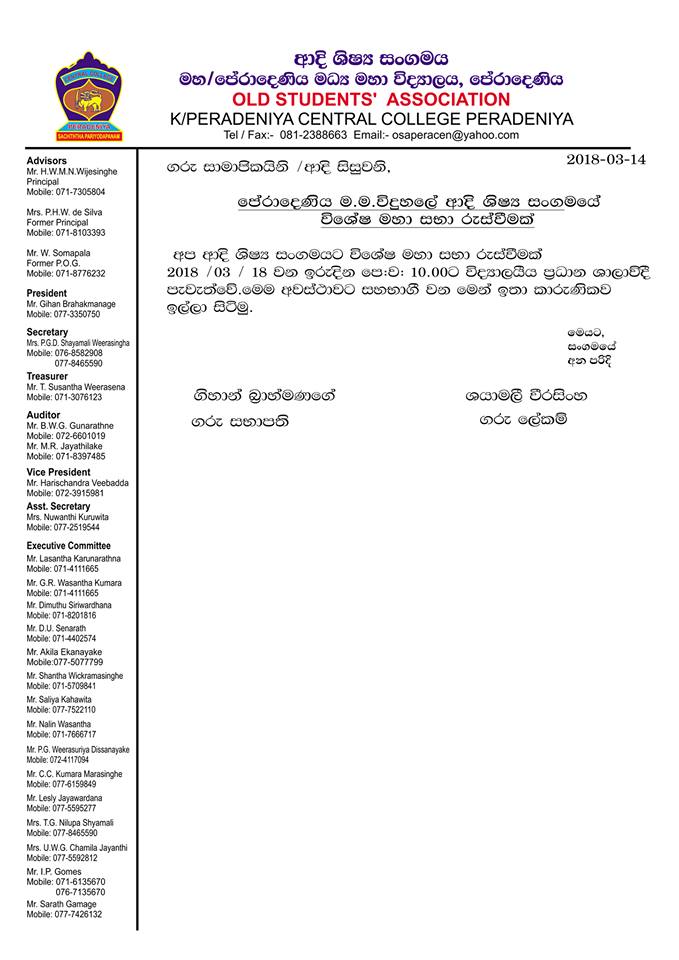 ආදි ශිෂ්‍ය සංගමය
මහ/පේරාදෙණිය මධ්‍ය මහා විද්‍යාලය, පේරාදෙණිය
OLD STUDENTS' ASSOCIATION
K/PERADENIYA CENTRAL COLLEGE PERADENIYA
Tel / Fax:- 081-2388663 Email:- osaperacen@yahoo.com
CENTRAL COLLEGE
PERADENIYA
SACHTHTHA PARIYODAPANAM
Advisors
Mr. H.W.M.N.Wijesinghe
Principal
Mobile: 071-7305804
Mrs. P.H.W. de Silva
Former Principal
Mobile: 071-8103393
Mr. W. Somapala
Former P.O.G.
Mobile: 071-8776232
President
Mr. Gihan Brahakmanage
Mobile: 077-3350750
Secretary
Mrs. P.G.D. Shayamali Weerasingha
Mobile: 076-8582908
077-8465590
Treasurer
Mr. T. Susantha Weerasena
Mobile: 071-3076123
Auditor
Mr. B.W.G. Gunarathne
Mobile: 072-6601019
Mr. M.R. Jayathilake
Mobile: 071-8397485
Vice President
Mr. Harischandra Veebadda
Mobile: 072-3915981
Asst. Secretary
Mrs. Nuwanthi Kuruwita
Mobile: 077-2519544
Executive Committee
Mr. Lasantha Karunarathna
Mobile: 071-4111665
Mr. G.R. Wasantha Kumara
Mobile: 071-4111665
Mr. Dimuthu Siriwardhana
Mobile: 071-8201816
Mr. D.U. Senarath
Mobile: 071-4402574
Mr. Akila Ekanayake
Mobile:077-5077799
Mr. Shantha Wickramasinghe
Mobile: 071-5709841
Mr. Saliya Kahawita
Mobile: 077-7522110
Mr. Nalin Wasantha
Mobile: 071-7666717
Mr. P.G. Weerasuriya Dissanayake
Mobile: 072-4117094
Mr. C.C. Kumara Marasinghe
Mobile: 077-6159849
Mr. Lesly Jayawardana
Mobile: 077-5595277
Mrs. T.G. Nilupa Shyamali
Mobile: 077-8465590
Mrs. U.W.G. Chamila Jayanthi
Mobile: 077-5592812
Mr. I.P. Gomes
Mobile: 071-6135670
076-7135670
Mr. Sarath Gamage
Mobile: 077-7426132
2018-03-14
ගරු සාමාජිකයිනි /ආදි සිසුවනි,
පේරාදෙණිය ම.ම.විදුහලේ ආදි ශිෂ්‍ය සංගමයේ
විශේෂ මහා සභා රුස්වීමක්
අප ආදි ශිෂ්‍ය සංගමයට විශේෂ මහා සභා රුස්වීමක්
2018 /03 / 18 වන ඉරුදින පෙ:ව: 10.00ට විද්‍යාලයීය ප්‍රධාන ශාලාවේදී
පැවැත්වේ.මෙම අවස්ථාවට සහභාගී වන මෙන් ඉතා කාරුණිකව
ඉල්ලා සිටිමු.
මෙයට,
සංගමයේ
අන පරිදි
ගිහාන් බ්‍රාහ්මණගේ
ගරු සභාපති
ශයාමලී වීරසිංහ
ගරු ලේකම්